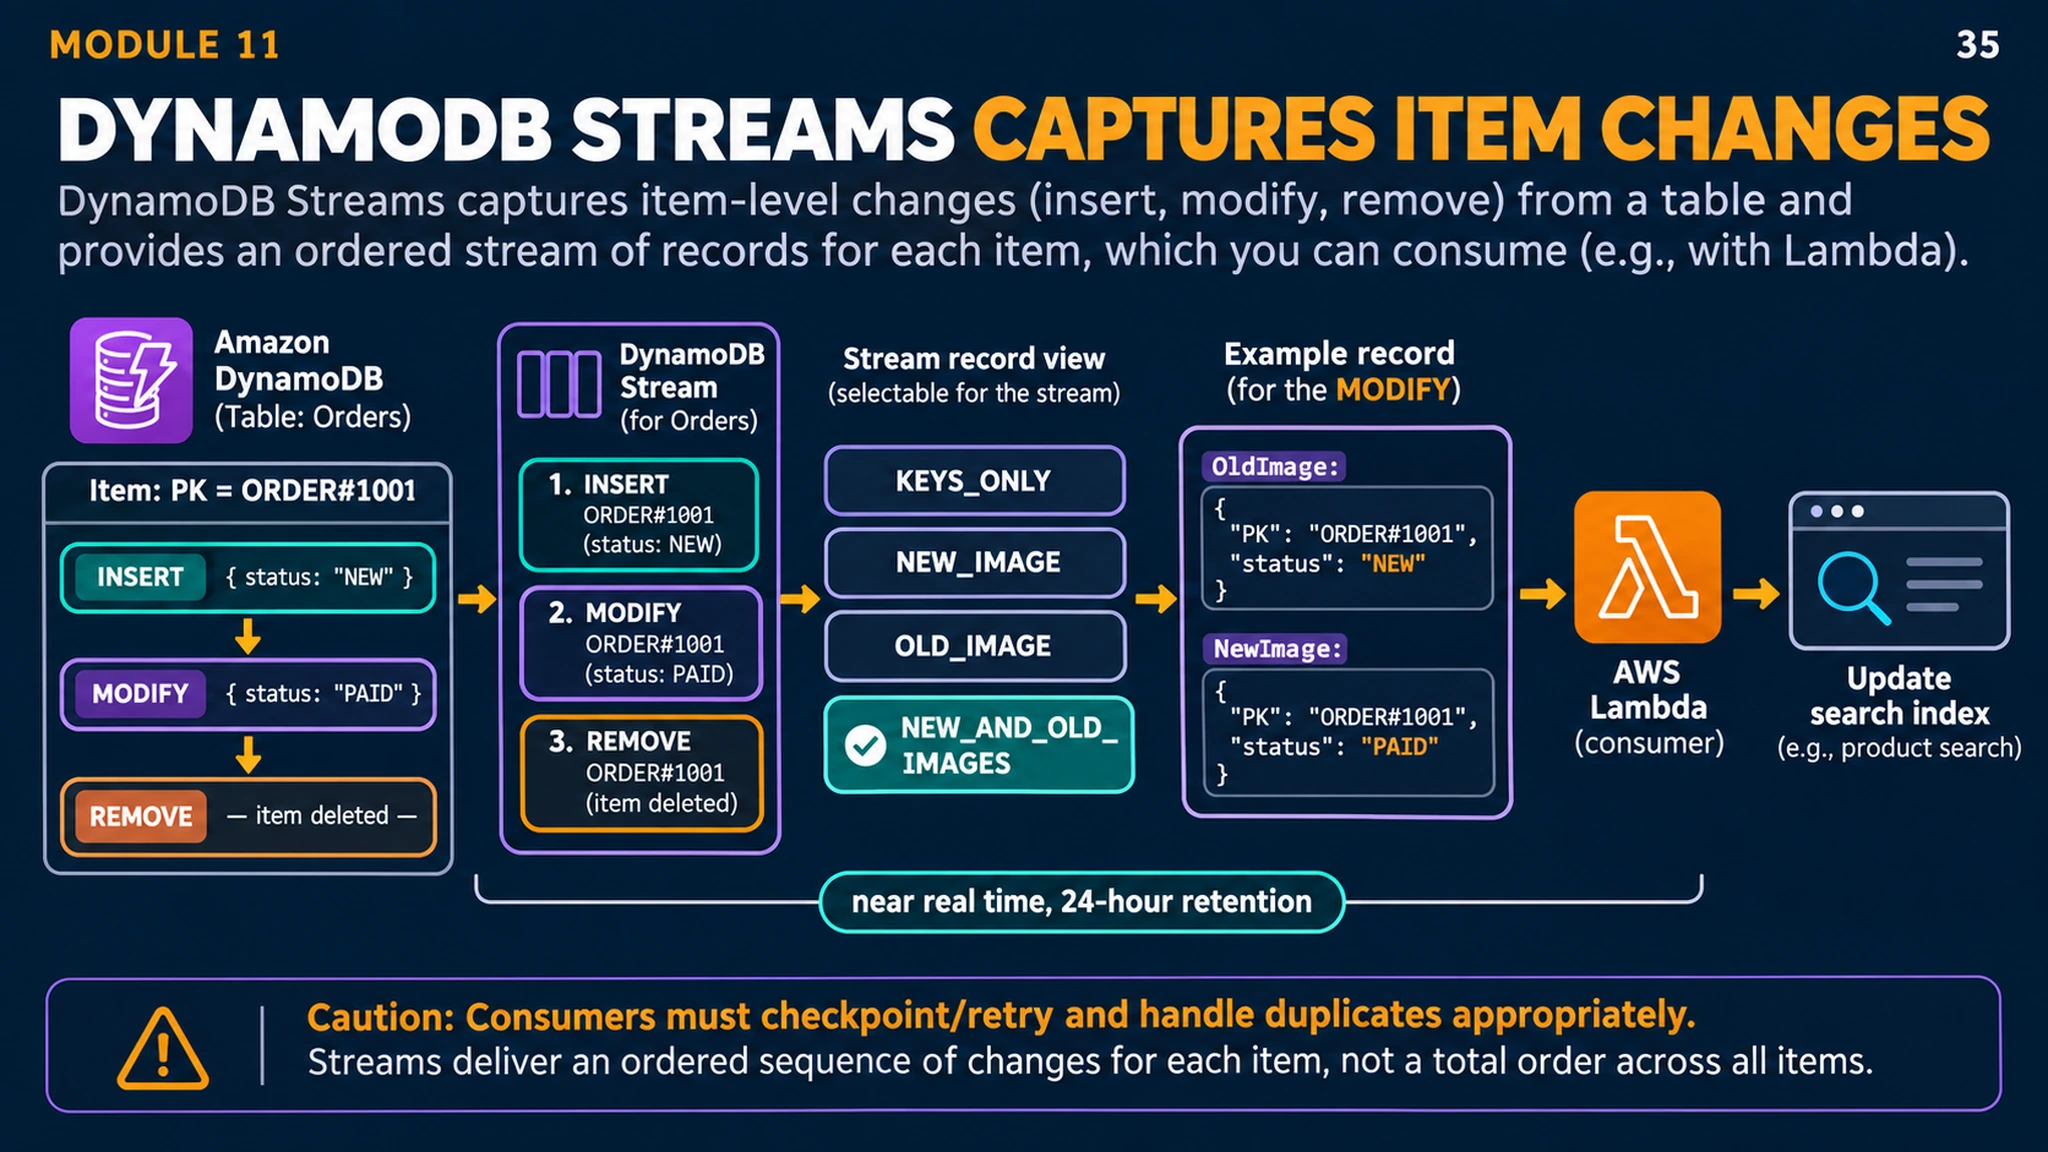 MODULE 11
35
DYNAMODB STREAMS CAPTURES ITEM CHANGES
DynamoDB Streams captures item-level changes (insert, modify, remove) from a table and
provides an ordered stream of records for each item, which you can consume (e.g., with Lambda).
Amazon
DynamoDB
(Table: Orders)
Item: PK = ORDER#1001
INSERT { status: "NEW" }
MODIFY { status: "PAID" }
REMOVE — item deleted —
DynamoDB
Stream
(for Orders)
1. INSERT
ORDER#1001
(status: NEW)
2. MODIFY
ORDER#1001
(status: PAID)
3. REMOVE
ORDER#1001
(item deleted)
Stream record view
(selectable for the stream)
KEYS_ONLY
NEW_IMAGE
OLD_IMAGE
NEW_AND_OLD_
IMAGES
Example record
(for the MODIFY)
OldImage:
{
"PK": "ORDER#1001",
"status": "NEW"
}
NewImage:
{
"PK": "ORDER#1001",
"status": "PAID"
}
AWS
Lambda
(consumer)
Update
search index
(e.g., product search)
near real time, 24-hour retention
Caution: Consumers must checkpoint/retry and handle duplicates appropriately.
Streams deliver an ordered sequence of changes for each item, not a total order across all items.